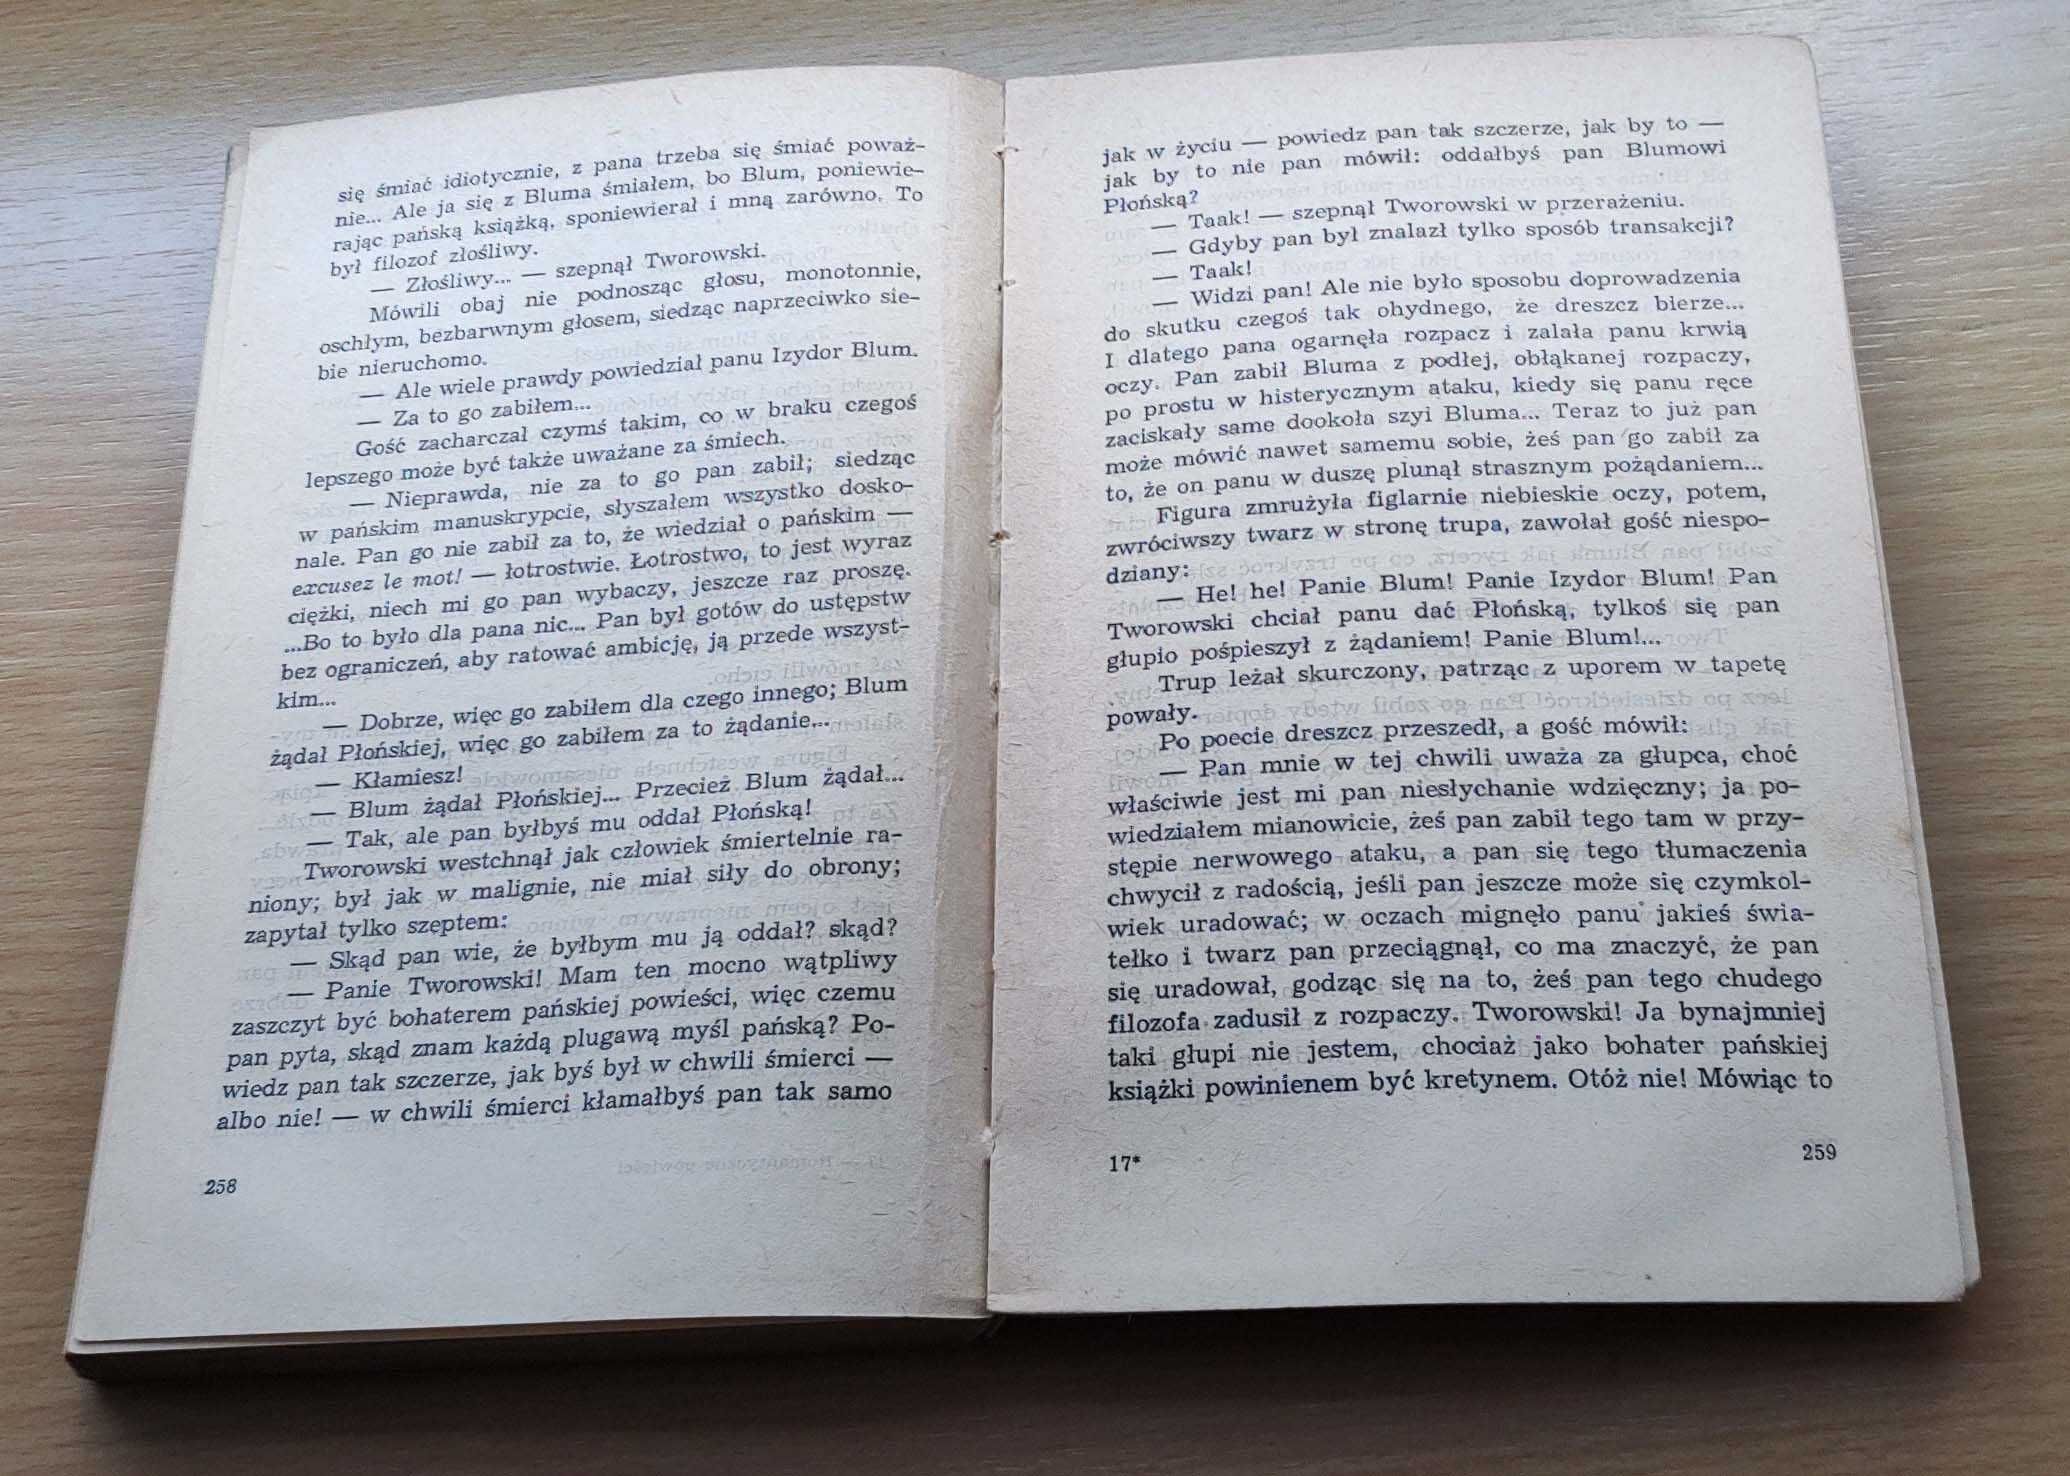 się śmiać idiotycznie, z pana trzeba się śmiać poważ-
nie... Ale ja się z Bluma śmiałem, bo Blum, poniewie-
rając pańską książką, sponiewierał i mną zarówno. To
był filozof złośliwy.
— Złośliwy... — szepnął Tworowski.
Mówili obaj nie podnosząc głosu, monotonnie,
oschłym, bezbarwnym głosem, siedząc naprzeciwko sie-
bie nieruchomo.
— Ale wiele prawdy powiedział panu Izydor Blum.
— Za to go zabiłem...
Gość zacharczał czymś takim, co w braku czegoś
lepszego może być także uważane za śmiech.
— Nieprawda, nie za to go pan zabił; siedząc
w pańskim manuskrypcie, słyszałem wszystko dosko-
nale. Pan go nie zabił za to, że wiedział o pańskim —
excusez le mot! — łotrostwie. Łotrostwo, to jest wyraz
ciężki, niech mi go pan wybaczy, jeszcze raz proszę.
...Bo to było dla pana nic... Pan był gotów do ustępstw
bez ograniczeń, aby ratować ambicję, ją przede wszyst-
kim...
— Dobrze, więc go zabiłem dla czego innego; Blum
żądał Płońskiej, więc go zabiłem za to żądanie...
— Kłamiesz!
— Blum żądał Płońskiej... Przecież Blum żądał...
— Tak, ale pan byłbyś mu oddał Płońską!
Tworowski westchnął jak człowiek śmiertelnie ra-
niony; był jak w malignie, nie miał siły do obrony;
zapytał tylko szeptem:
— Skąd pan wie, że byłbym mu ją oddał? skąd?
— Panie Tworowski! Mam ten mocno wątpliwy
zaszczyt być bohaterem pańskiej powieści, więc czemu
pan pyta, skąd znam każdą plugawą myśl pańską? Po-
wiedz pan tak szczerze, jak byś był w chwili śmierci —
albo nie! — w chwili śmierci kłamałbyś pan tak samo
258
jak w życiu — powiedz pan tak szczerze, jak by to —
jak by to nie pan mówił: oddałbyś pan Blumowi
Płońską?
— Taak! — szepnął Tworowski w przerażeniu.
— Gdyby pan był znalazł tylko sposób transakcji?
— Taak!
— Widzi pan! Ale nie było sposobu doprowadzenia
do skutku czegoś tak ohydnego, że dreszcz bierze...
I dlatego pana ogarnęła rozpacz i zalała panu krwią
oczy. Pan zabił Bluma z podłej, obłąkanej rozpaczy,
po prostu w histerycznym ataku, kiedy się panu ręce
zaciskały same dookoła szyi Bluma... Teraz to już pan
może mówić nawet samemu sobie, żeś pan go zabił za
to, że on panu w duszę plunął strasznym pożądaniem...
Figura zmrużyła figlarnie niebieskie oczy, potem,
zwróciwszy twarz w stronę trupa, zawołał gość niespo-
dziany:
— He! he! Panie Blum! Panie Izydor Blum! Pan
Tworowski chciał panu dać Płońską, tylkoś się pan
głupio pośpieszył z żądaniem! Panie Blum!...
Trup leżał skurczony, patrząc z uporem w tapetę
powały.
Po poecie dreszcz przeszedł, a gość mówił:
— Pan mnie w tej chwili uważa za głupca, choć
właściwie jest mi pan niesłychanie wdzięczny; ja po-
wiedziałem mianowicie, żeś pan zabił tego tam w przy-
stępie nerwowego ataku, a pan się tego tłumaczenia
chwycił z radością, jeśli pan jeszcze może się czymkol-
wiek uradować; w oczach mignęło panu jakieś świa-
tełko i twarz pan przeciągnął, co ma znaczyć, że pan
się uradował, godząc się na to, żeś pan tego chudego
filozofa zadusił z rozpaczy. Tworowski! Ja bynajmniej
taki głupi nie jestem, chociaż jako bohater pańskiej
książki powinienem być kretynem. Otóż nie! Mówiąc to
17*
259